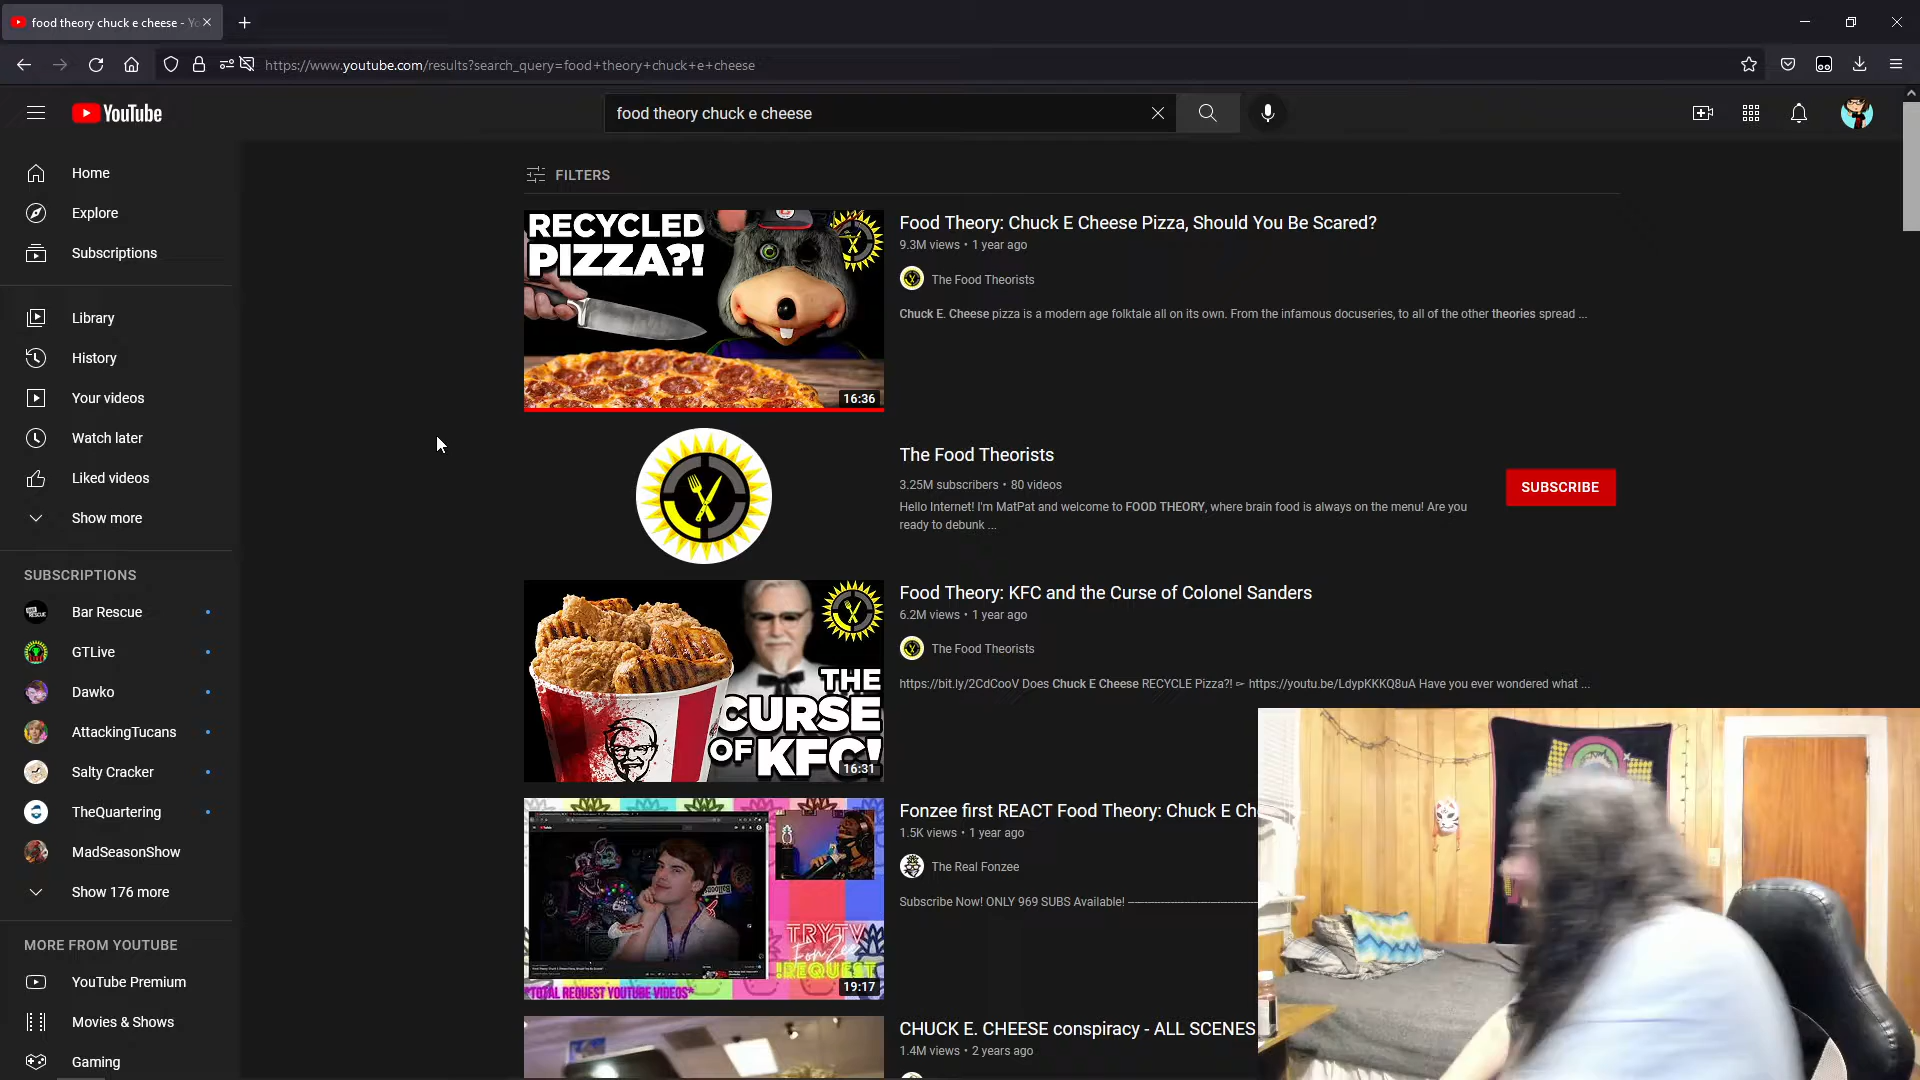 food theory chuck e cheese - Yo
https://www.youtube.com/results?search_query=food+theory+chuck+e+cheese
YouTube
food theory chuck e cheese
Home
Explore
Subscriptions
Library
History
Your videos
Watch later
Liked videos
Show more
SUBSCRIPTIONS
Bar Rescue
GTLive
Dawko
AttackingTucans
Salty Cracker
TheQuartering
MadSeasonShow
Show 176 more
MORE FROM YOUTUBE
YouTube Premium
Movies & Shows
Gaming
FILTERS
RECYCLED
PIZZA?!
16:36
Food Theory: Chuck E Cheese Pizza, Should You Be Scared?
9.3M views • 1 year ago
The Food Theorists
Chuck E. Cheese pizza is a modern age folktale all on its own. From the infamous docuseries, to all of the other theories spread ...
The Food Theorists
3.25M subscribers • 80 videos
Hello Internet! I'm MatPat and welcome to FOOD THEORY, where brain food is always on the menu! Are you
ready to debunk ...
SUBSCRIBE
THE
CURSE
OF KFC!
16:31
Food Theory: KFC and the Curse of Colonel Sanders
6.2M views • 1 year ago
The Food Theorists
https://bit.ly/2CdCooV Does Chuck E Cheese RECYCLE Pizza?! ► https://youtu.be/LdypKKKQ8uA Have you ever wondered what ...
TRYTV
FonZee
!REQUEST
*TOTAL REQUEST YOUTUBE VIDEOS*
19:17
Fonzee first REACT Food Theory: Chuck E Ch
1.5K views • 1 year ago
The Real Fonzee
Subscribe Now! ONLY 969 SUBS Available!
CHUCK E. CHEESE conspiracy - ALL SCENES
1.4M views • 2 years ago